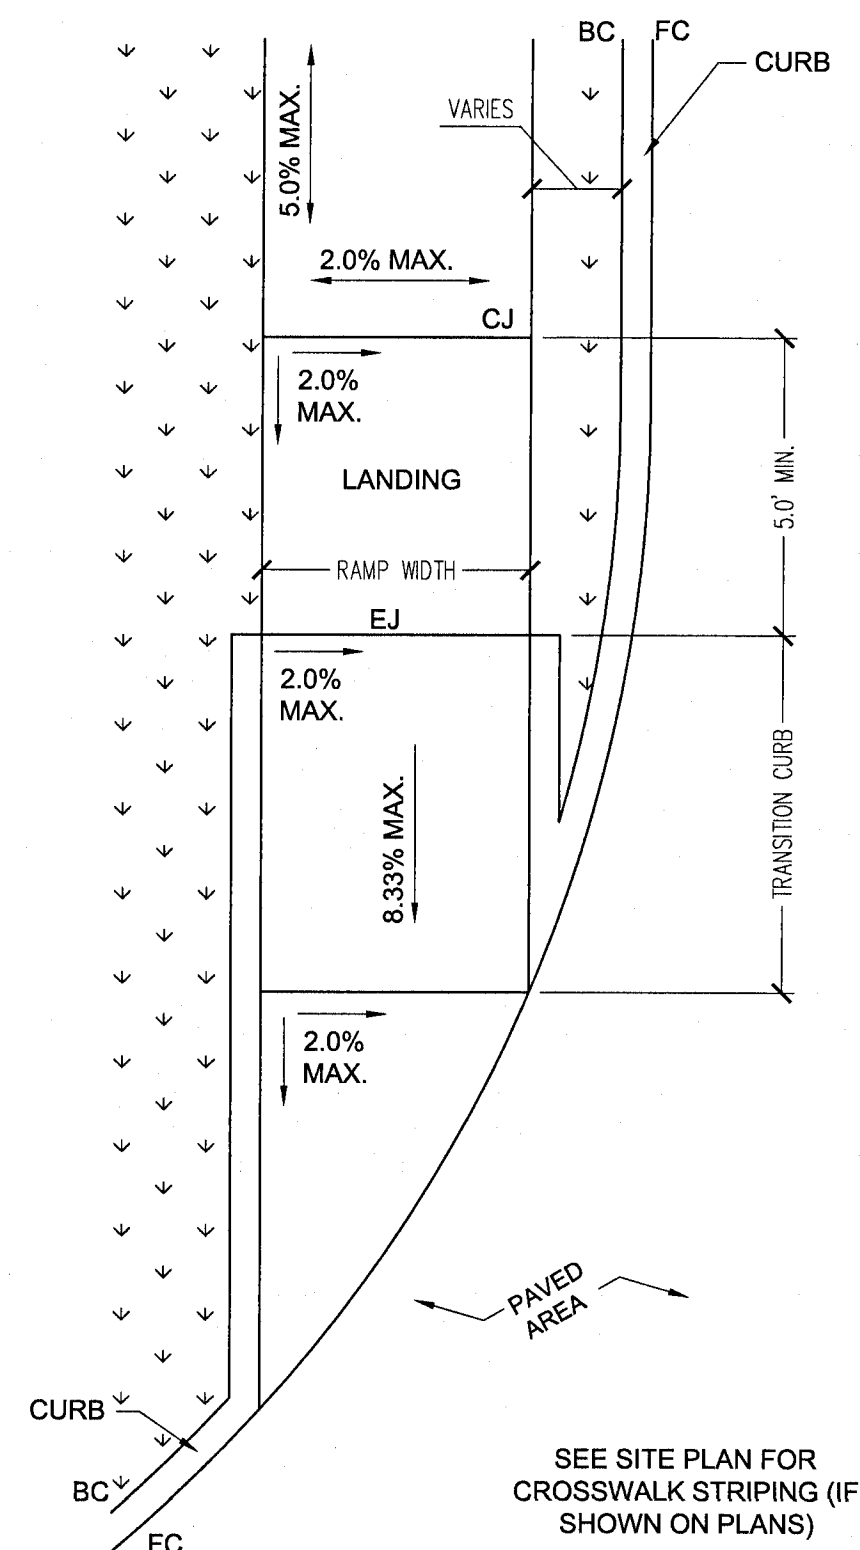 BC FC
CURB
VARIES
5.0% MAX.
2.0% MAX.
CJ
2.0%
MAX.
LANDING
5.0' MIN.
RAMP WIDTH
EJ
2.0%
MAX.
8.33% MAX.
TRANSITION CURB
2.0%
MAX.
PAVED
AREA
CURB
BC
FC
SEE SITE PLAN FOR
CROSSWALK STRIPING (IF
SHOWN ON PLANS)